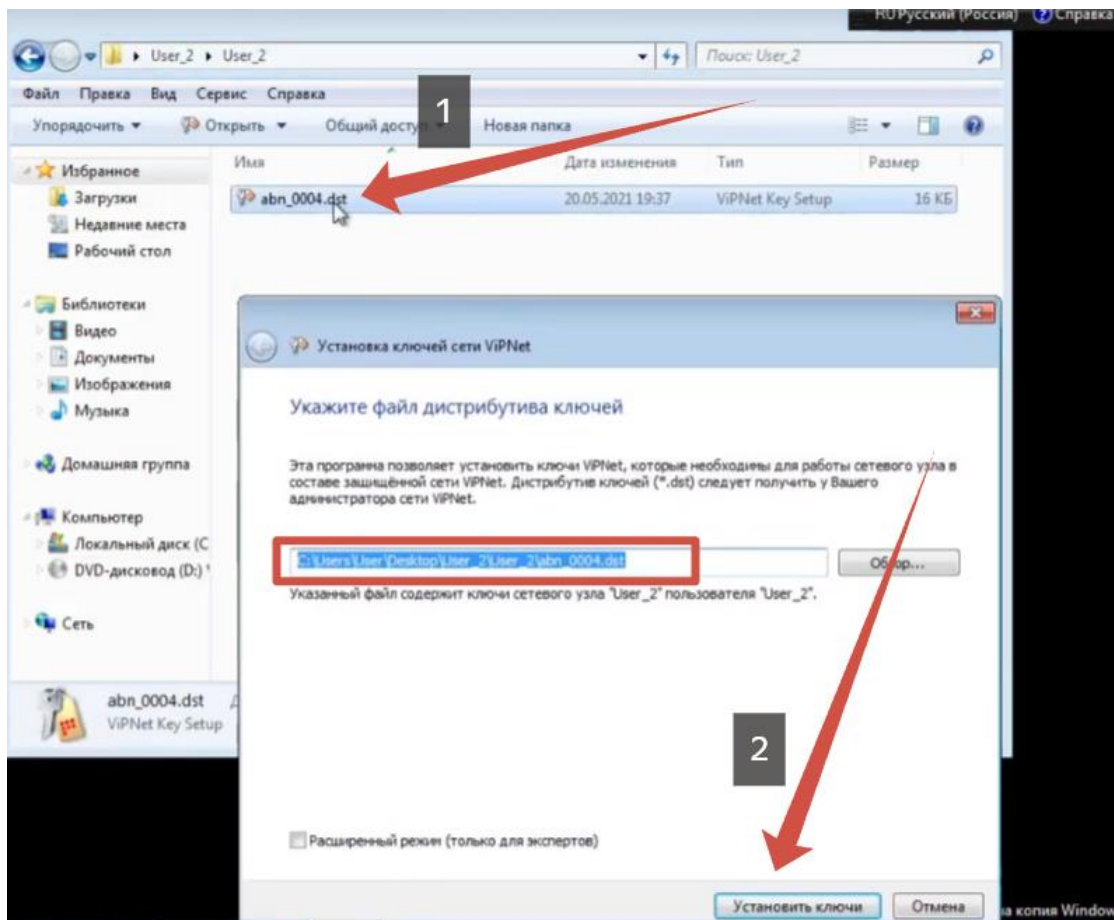 RU Русский (Россия) Справка
User_2 User_2
Поиск: User_2
Файл Правка Вид Сервис Справка
1
Упорядочить Открыть Общий доступ Новая папка
Имя Дата изменения Тип Размер
abn_0004.dst 20.05.2021 19:37 ViPNet Key Setup 16 КБ
Избранное
Загрузки
Недавние места
Рабочий стол
Библиотеки
Видео
Документы
Изображения
Музыка
Домашняя группа
Компьютер
Локальный диск (C
DVD-дисковод (D:)
Сеть
abn_0004.dst
ViPNet Key Setup
Установка ключей сети ViPNet
Укажите файл дистрибутива ключей
Эта программа позволяет установить ключи ViPNet, которые необходимы для работы сетевого узла в
составе защищённой сети ViPNet. Дистрибутив ключей (*.dst) следует получить у Вашего
администратора сети ViPNet.
C:\Users\User\Desktop\User_2\User_2\abn_0004.dst
Обзор...
Указанный файл содержит ключи сетевого узла "User_2" пользователя "User_2".
2
Расширенный режим (только для экспертов)
Установить ключи Отмена
копия Window